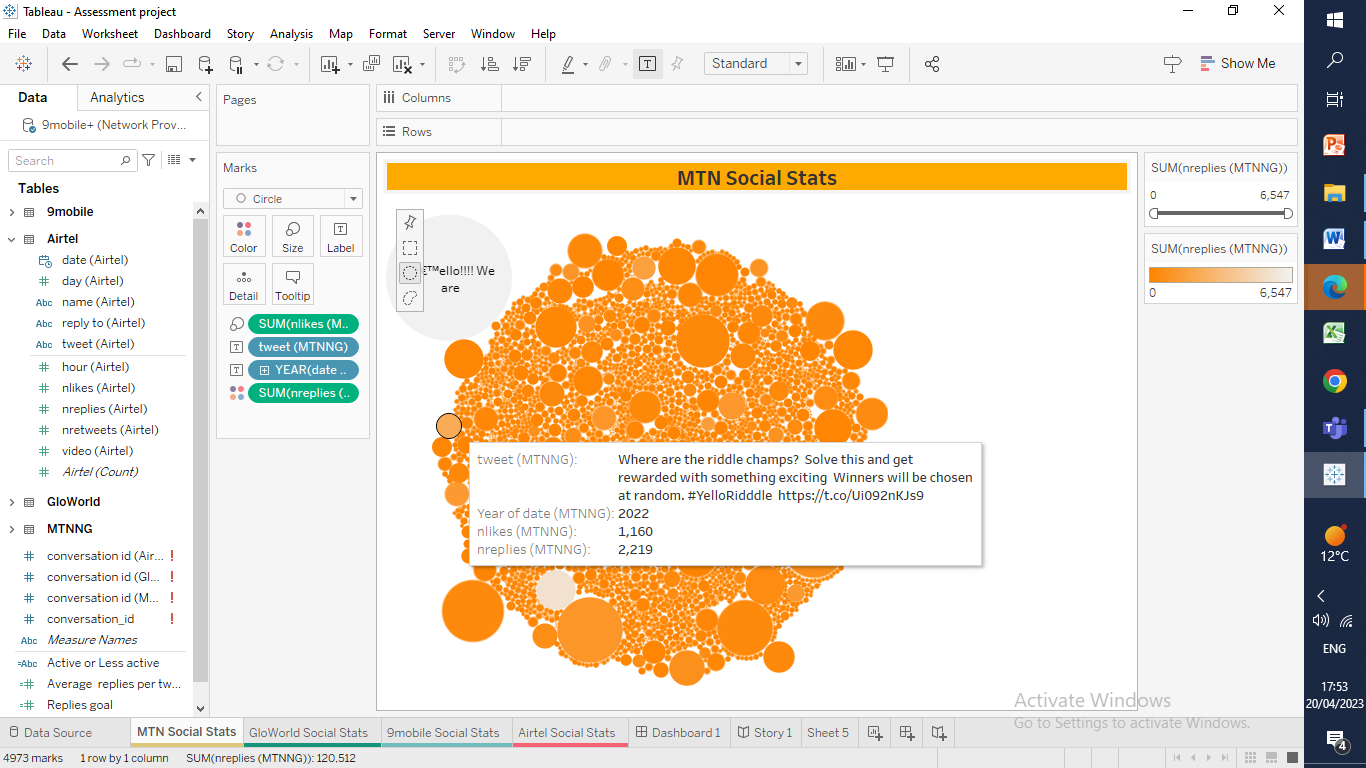 Tableau - Assessment project
File Data Worksheet Dashboard Story Analysis Map Format Server Window Help
Standard
Show Me
Data Analytics
9mobile+ (Network Prov...
Search
Tables
9mobile
Airtel
date (Airtel)
day (Airtel)
Abc name (Airtel)
Abc reply to (Airtel)
Abc tweet (Airtel)
hour (Airtel)
nlikes (Airtel)
nreplies (Airtel)
nretweets (Airtel)
video (Airtel)
Airtel (Count)
GloWorld
MTNNG
conversation id (Air... !
conversation id (Gl... !
conversation id (M... !
conversation_id !
Abc Measure Names
=Abc Active or Less active
=# Average replies per tw...
=# Replies goal
Pages
Marks
Circle
Color Size Label
Detail Tooltip
SUM(nlikes (M..
tweet (MTNNG)
YEAR(date ..
SUM(nreplies (..
Columns
Rows
MTN Social Stats
€™ello!!!! We
are
tweet (MTNNG): Where are the riddle champs? Solve this and get
rewarded with something exciting Winners will be chosen
at random. #YelloRidddle https://t.co/Ui092nKJs9
Year of date (MTNNG): 2022
nlikes (MTNNG): 1,160
nreplies (MTNNG): 2,219
SUM(nreplies (MTNNG))
0 6,547
SUM(nreplies (MTNNG))
0 6,547
Activate Windows
Go to Settings to activate Windows.
Data Source MTN Social Stats GloWorld Social Stats 9mobile Social Stats Airtel Social Stats Dashboard 1 Story 1 Sheet 5
4973 marks 1 row by 1 column SUM(nreplies (MTNNG)): 120,512
12°C
ENG
17:53
20/04/2023
4